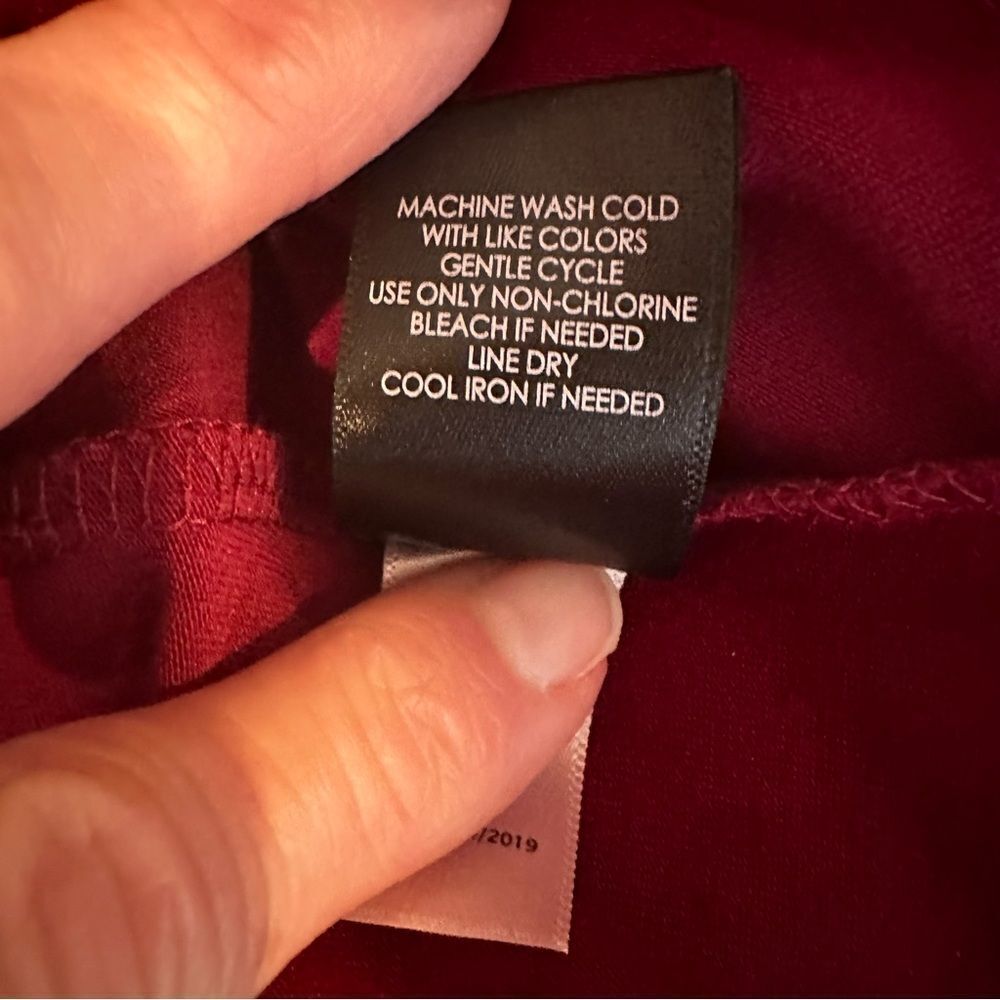 MACHINE WASH COLD
WITH LIKE COLORS
GENTLE CYCLE
USE ONLY NON-CHLORINE
BLEACH IF NEEDED
LINE DRY
COOL IRON IF NEEDED
/2019